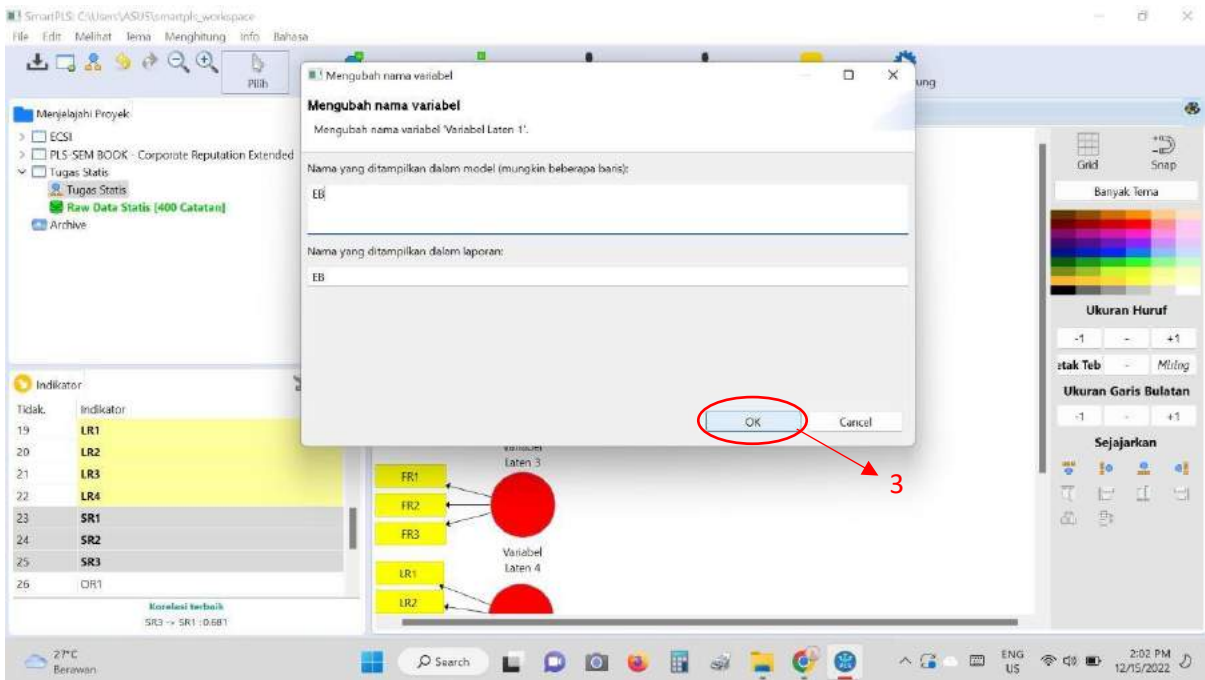 SmartPLS: C:\Users\ASUS\smartpls_workspace
File Edit Melihat Tema Menghitung Info Bahasa
Pilih
ung
Menjelajahi Proyek
ECSI
PLS-SEM BOOK - Corporate Reputation Extended
Tugas Statis
Tugas Statis
Raw Data Statis [400 Catatan]
Archive
Indikator
Tidak. Indikator
19 LR1
20 LR2
21 LR3
22 LR4
23 SR1
24 SR2
25 SR3
26 OR1
Korelasi terbaik
SR3 -> SR1 : 0.681
Mengubah nama variabel
Mengubah nama variabel
Mengubah nama variabel 'Variabel Laten 1'.
Nama yang ditampilkan dalam model (mungkin beberapa baris):
EB
Nama yang ditampilkan dalam laporan:
EB
OK Cancel
3
Laten 3
FR1
FR2
FR3
Variabel
Laten 4
LR1
LR2
Grid Snap
Banyak Tema
Ukuran Huruf
-1 - +1
etak Teb - Miring
Ukuran Garis Bulatan
-1 - +1
Sejajarkan
27°C
Berawan
Search
ENG
US
2:02 PM
12/15/2022